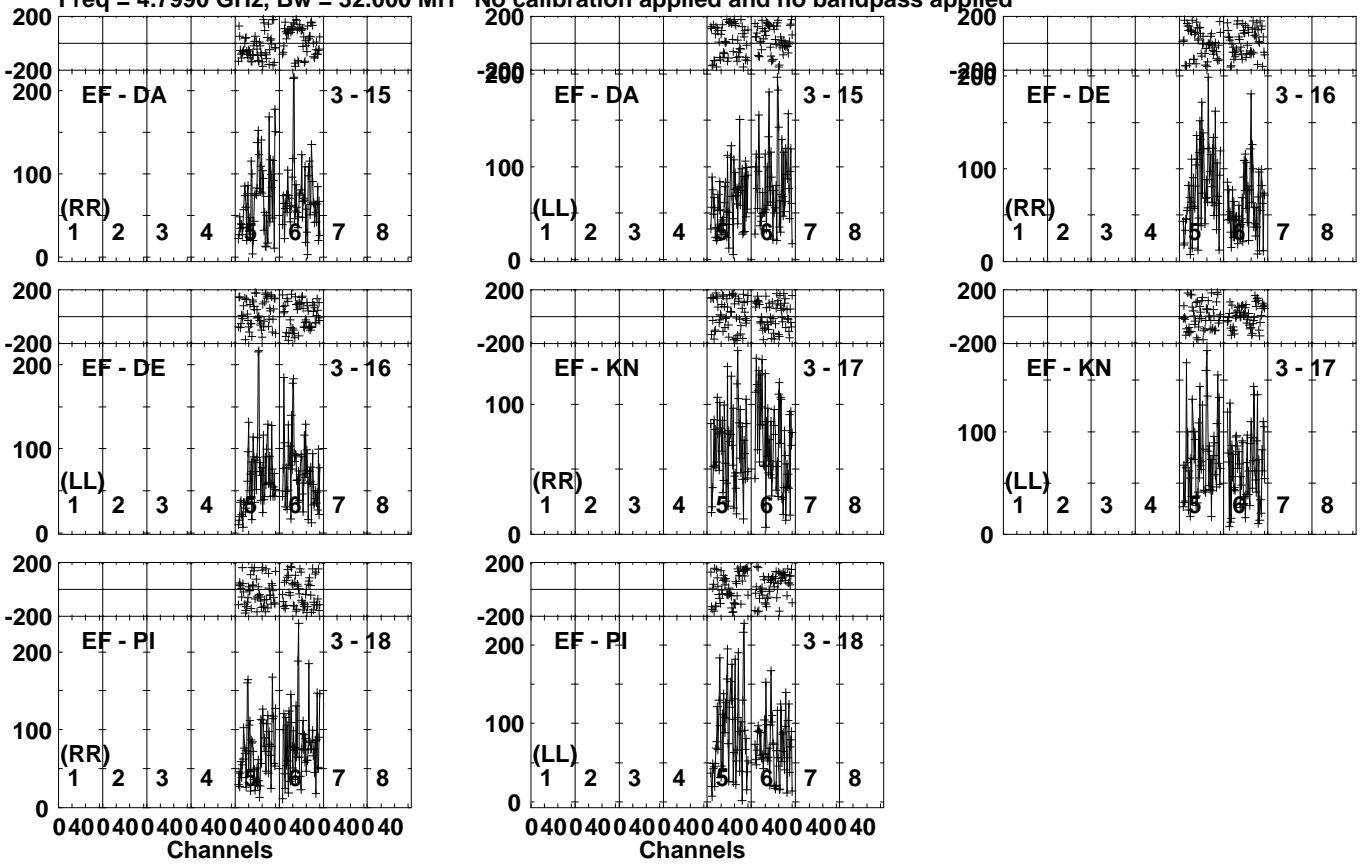 Freq = 4.7990 GHz, Bw = 32.000 MH No calibration applied and no bandpass applied
200 200 200
-200 -200 -200
200 200 200
EF - DA 3 - 15 EF - DA 3 - 15 EF - DE 3 - 16
100 100 100
(RR) (LL) (RR)
1 2 3 4 5 6 7 8 1 2 3 4 5 6 7 8 1 2 3 4 5 6 7 8
0 0 0
200 200 200
-200 -200 -200
EF - DE 3 - 16 EF - KN 3 - 17 EF - KN 3 - 17
200
100 100 100
(LL) (RR) (LL)
1 2 3 4 5 6 7 8 1 2 3 4 5 6 7 8 1 2 3 4 5 6 7 8
0 0 0
200 200
-200 -200
EF - PI 3 - 18 EF - PI 3 - 18
200 200
100 100
(RR) (LL)
1 2 3 4 5 6 7 8 1 2 3 4 5 6 7 8
0 0
0 40 0 40 0 40 0 40 0 40 0 40 0 40 0 40 0 40 0 40 0 40 0 40 0 40 0 40 0 40 0 40
Channels Channels